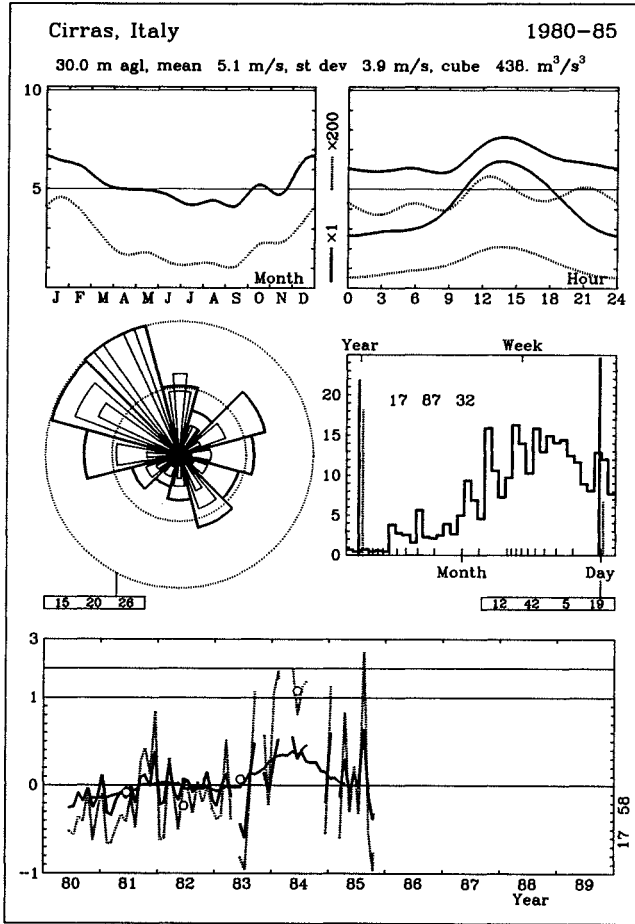 Cirras, Italy 1980-85
30.0 m agl, mean 5.1 m/s, st dev 3.9 m/s, cube 438. m³/s³
10
5
J F M A M J J A S O N D
Month
×1 ×200
0 3 6 9 12 15 18 21 24
Hour
Year Week
20
15
10
5
0
17 87 32
Month Day
15 20 26
12 42 5 19
3
1
0
-1
80 81 82 83 84 85 86 87 88 89
Year
17 58